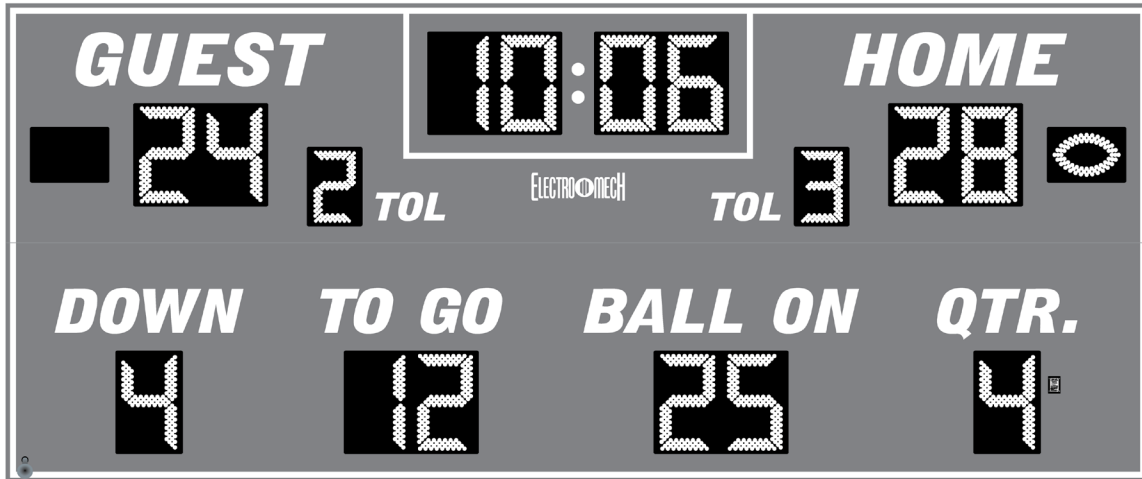 GUEST 10:06 HOME
24 28
2 TOL ELECTRO MECH TOL 3
DOWN TO GO BALL ON QTR.
4 12 25 4